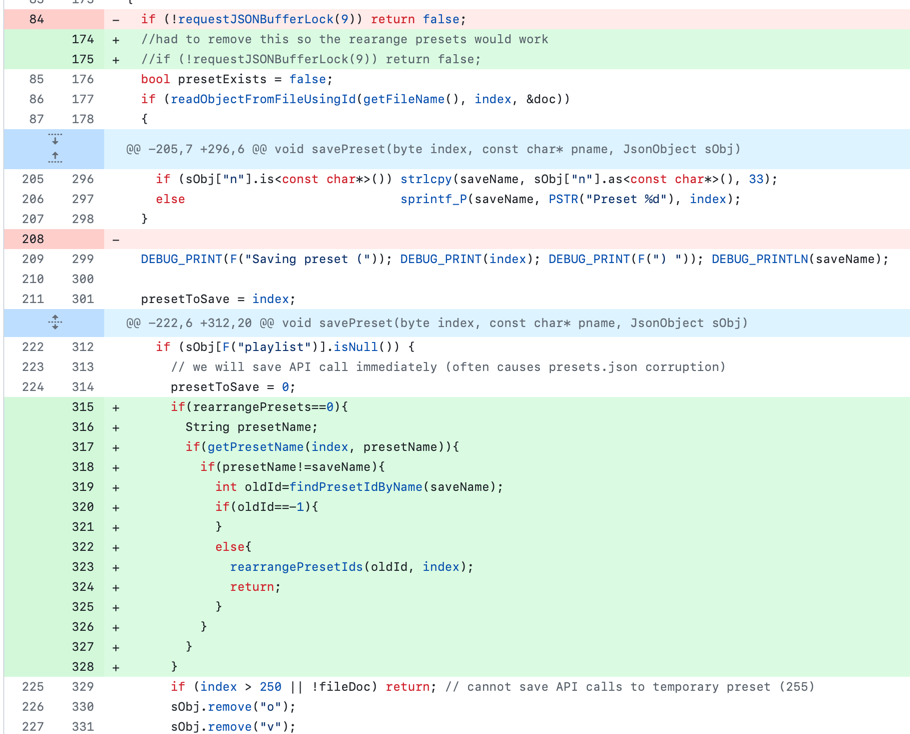 84 - if (!requestJSONBufferLock(9)) return false;
174 + //had to remove this so the rearange presets would work
175 + //if (!requestJSONBufferLock(9)) return false;
85 176 bool presetExists = false;
86 177 if (readObjectFromFileUsingId(getFileName(), index, &doc))
87 178 {
@@ -205,7 +296,6 @@ void savePreset(byte index, const char* pname, JsonObject sObj)
205 296 if (sObj["n"].is<const char*>()) strlcpy(saveName, sObj["n"].as<const char*>(), 33);
206 297 else sprintf_P(saveName, PSTR("Preset %d"), index);
207 298 }
208 -
209 299 DEBUG_PRINT(F("Saving preset (")); DEBUG_PRINT(index); DEBUG_PRINT(F(") ")); DEBUG_PRINTLN(saveName);
210 300
211 301 presetToSave = index;
@@ -222,6 +312,20 @@ void savePreset(byte index, const char* pname, JsonObject sObj)
222 312 if (sObj[F("playlist")].isNull()) {
223 313 // we will save API call immediately (often causes presets.json corruption)
224 314 presetToSave = 0;
315 + if(rearrangePresets==0){
316 + String presetName;
317 + if(getPresetName(index, presetName)){
318 + if(presetName!=saveName){
319 + int oldId=findPresetIdByName(saveName);
320 + if(oldId==-1){
321 + }
322 + else{
323 + rearrangePresetIds(oldId, index);
324 + return;
325 + }
326 + }
327 + }
328 + }
225 329 if (index > 250 || !fileDoc) return; // cannot save API calls to temporary preset (255)
226 330 sObj.remove("o");
227 331 sObj.remove("v");